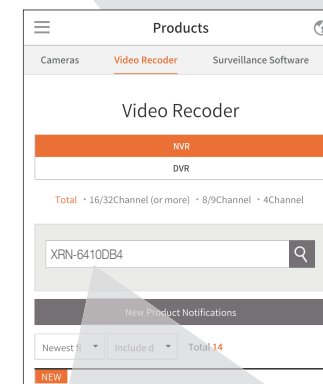 Products
Cameras Video Recoder Surveillance Software
Video Recoder
NVR
DVR
Total · 16/32Channel (or more) · 8/9Channel · 4Channel
XRN-6410DB4
New Product Notifications
Newest Include d Total 14
NEW